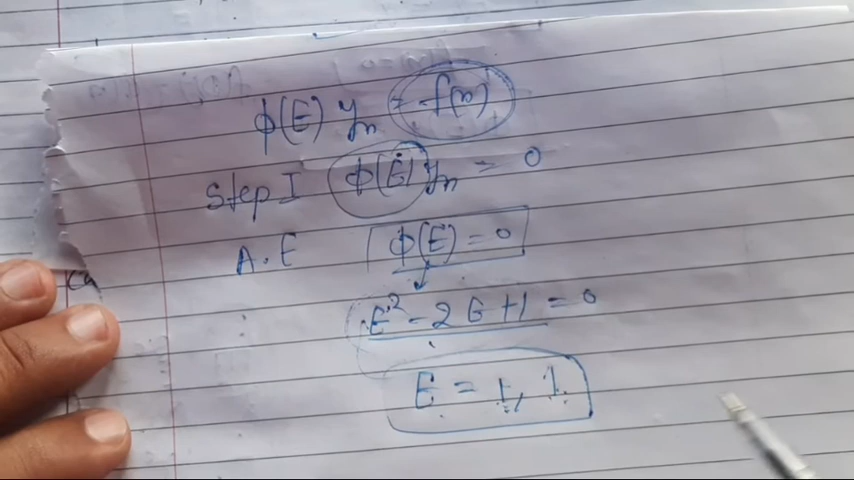 ϕ(E) yₙ = f(n)
Step I ϕ(E) yₙ = 0
A.E ϕ(E) = 0
E² - 2E + 1 = 0
E = 1, 1